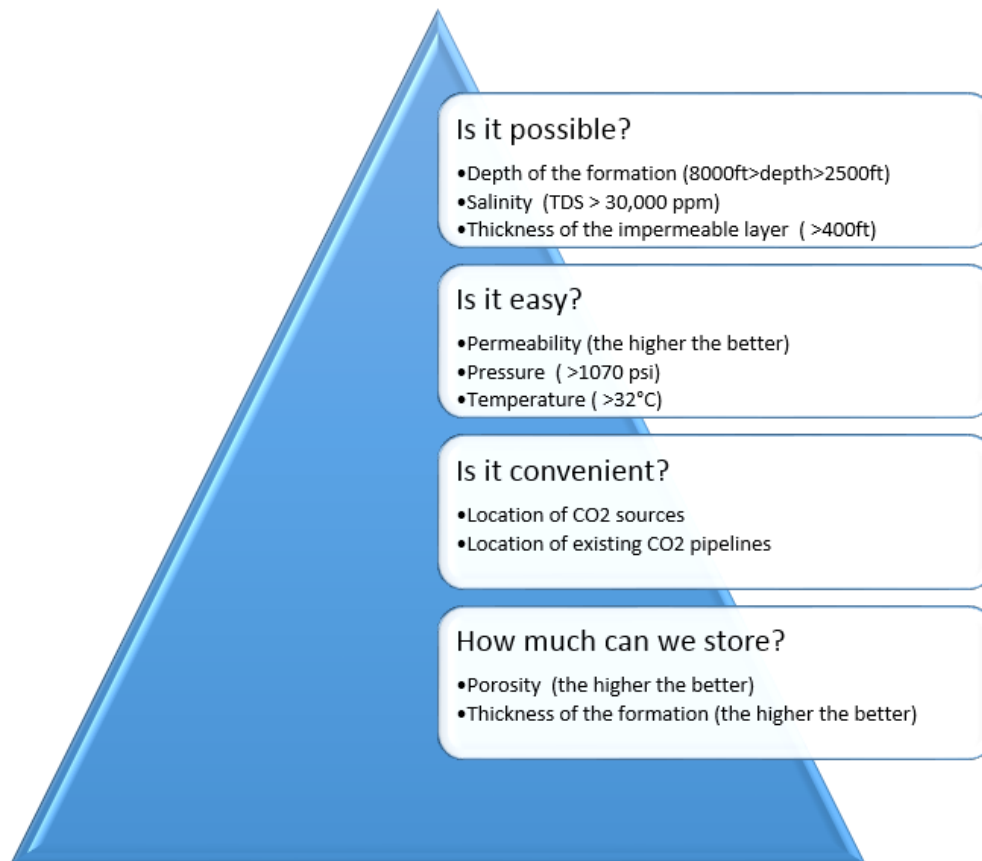 Is it possible?
•Depth of the formation (8000ft>depth>2500ft)
•Salinity  (TDS > 30,000 ppm)
•Thickness of the impermeable layer  ( >400ft)
Is it easy?
•Permeability (the higher the better)
•Pressure  ( >1070 psi)
•Temperature ( >32°C)
Is it convenient?
•Location of CO2 sources
•Location of existing CO2 pipelines
How much can we store?
•Porosity  (the higher the better)
•Thickness of the formation (the higher the better)